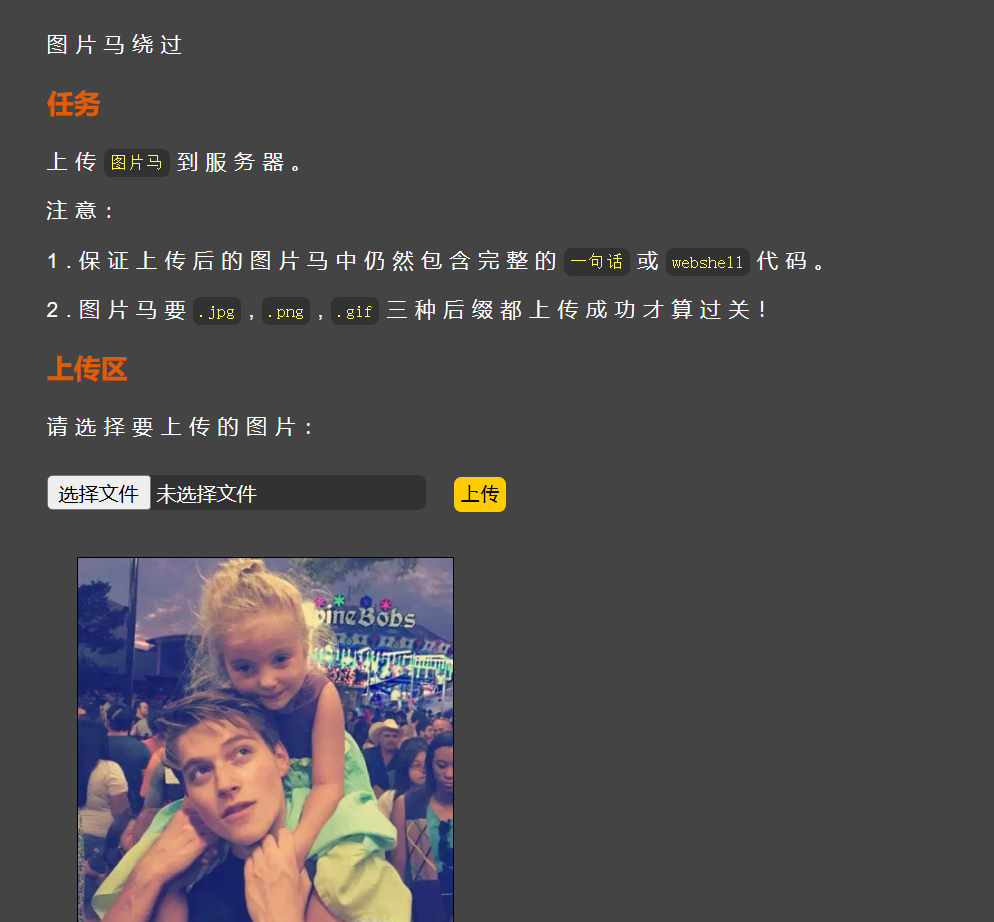 图片马绕过
任务
上传 图片马 到服务器。
注意：
1.保证上传后的图片马中仍然包含完整的 一句话 或 webshell 代码。
2.图片马要 .jpg , .png , .gif 三种后缀都上传成功才算过关!
上传区
请选择要上传的图片：
选择文件 未选择文件 上传
pineBobs